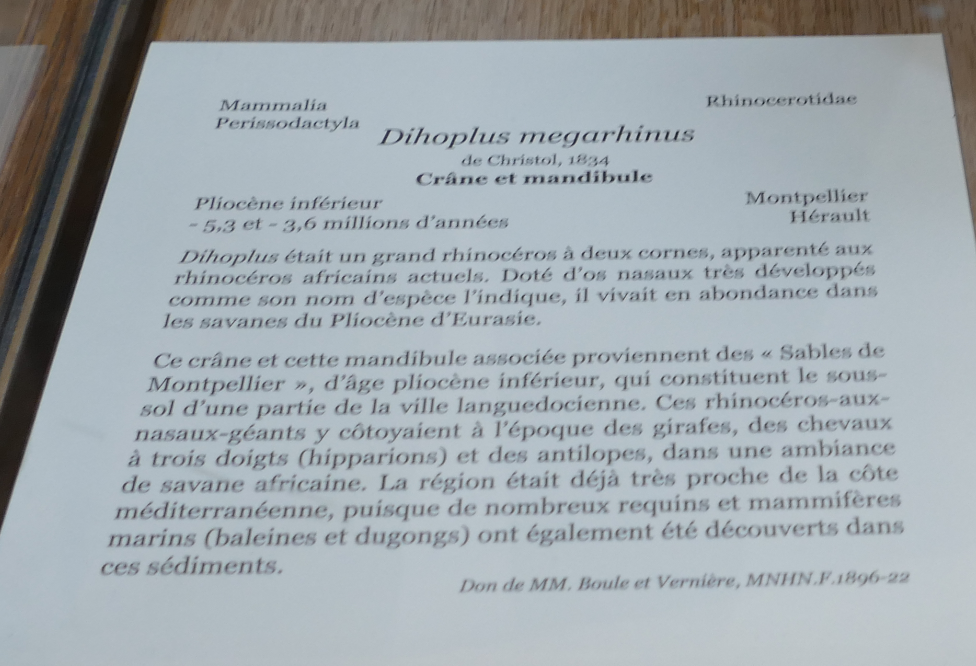 Mammalia
Rhinocerotidae
Perissodactyla
Dihoplus megarhinus
de Christol, 1834
Crâne et mandibule
Pliocène inférieur
Montpellier
- 5,3 et - 3,6 millions d'années
Hérault
Dihoplus était un grand rhinocéros à deux cornes, apparenté aux
rhinocéros africains actuels. Doté d'os nasaux très développés
comme son nom d'espèce l'indique, il vivait en abondance dans
les savanes du Pliocène d'Eurasie.
Ce crâne et cette mandibule associée proviennent des « Sables de
Montpellier », d'âge pliocène inférieur, qui constituent le sous-
sol d'une partie de la ville languedocienne. Ces rhinocéros-aux-
nasaux-géants y côtoyaient à l'époque des girafes, des chevaux
à trois doigts (hipparions) et des antilopes, dans une ambiance
de savane africaine. La région était déjà très proche de la côte
méditerranéenne, puisque de nombreux requins et mammifères
marins (baleines et dugongs) ont également été découverts dans
ces sédiments.
Don de MM. Boule et Vernière, MNHN.F.1896-22